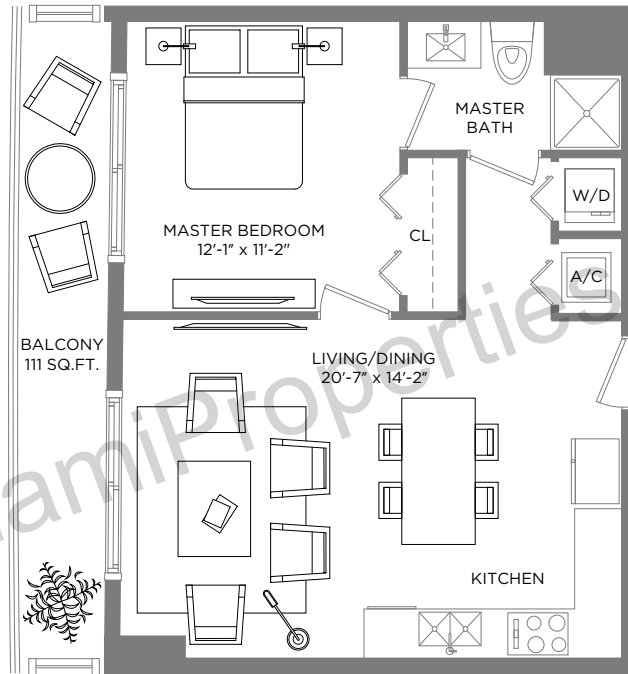 MASTER
BATH
W/D
MASTER BEDROOM
12'-1" x 11'-2"
CL
A/C
BALCONY
111 SQ.FT.
LIVING/DINING
20'-7" x 14'-2"
amiProperties
KITCHEN